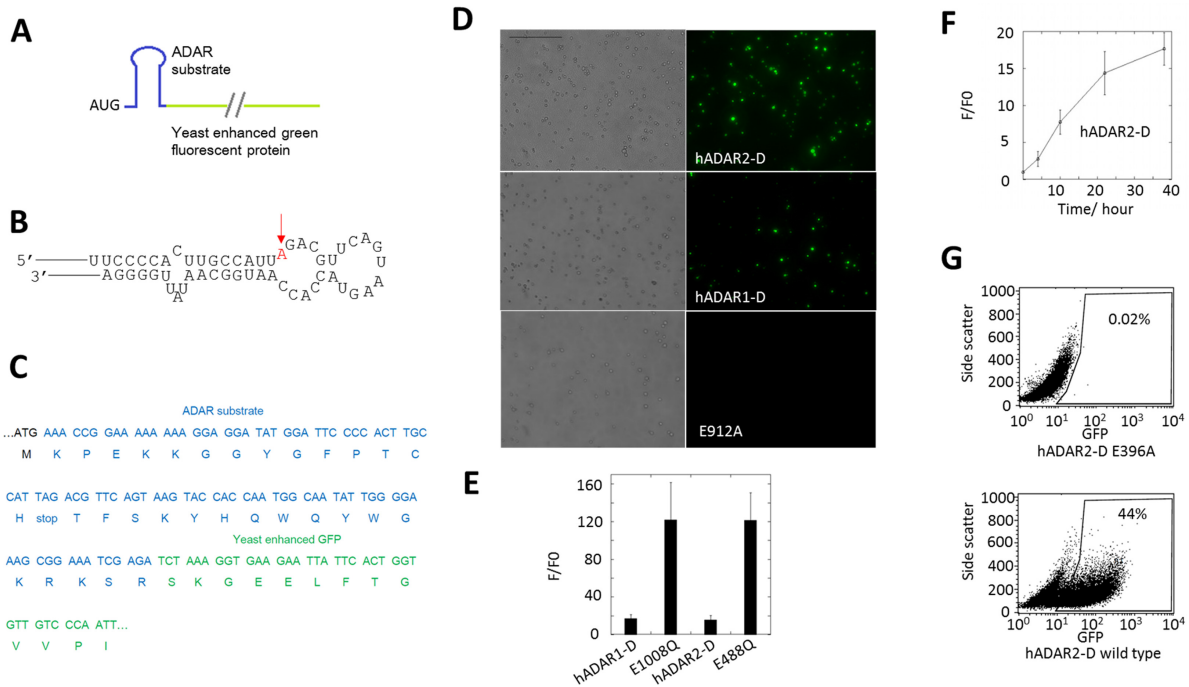 A
ADAR
substrate
AUG
Yeast enhanced green
fluorescent protein
B
5′
UUCCCCA
C
UUGCCAUU
A
GAC
G
U
U
C
A
G
U
A
A
3′
AGGGGGU
U
A
U
AACGGUAA
C
C
A
C
C
A
U
G
A
A
C
ADAR substrate
...ATG AAA CCG GAA AAA AAA GGA GGA TAT GGA TTC CCC ACT TGC
M K P E K K G G Y G F P T C
CAT TAG ACG TTC AGT AAG TAC CAC CAA TGG CAA TAT TGG GGA
H stop T F S K Y H Q W Q Y W G
Yeast enhanced GFP
AAG CGG AAA TCG AGA TCT AAA GGT GAA GAA TTA TTC ACT GGT
K R K S R S K G E E L F T G
GTT GTC CCA ATT...
V V P I
D
hADAR2-D
hADAR1-D
E912A
E
F/F0
160
120
80
40
0
hADAR1-D
E1008Q
hADAR2-D
E488Q
F
F/F0
20
15
10
5
0
hADAR2-D
0 10 20 30 40
Time/ hour
G
Side scatter
1000
800
600
400
200
0
0.02%
10⁰ 10¹ 10² 10³ 10⁴
GFP
hADAR2-D E396A
Side scatter
1000
800
600
400
200
0
44%
10⁰ 10¹ 10² 10³ 10⁴
GFP
hADAR2-D wild type